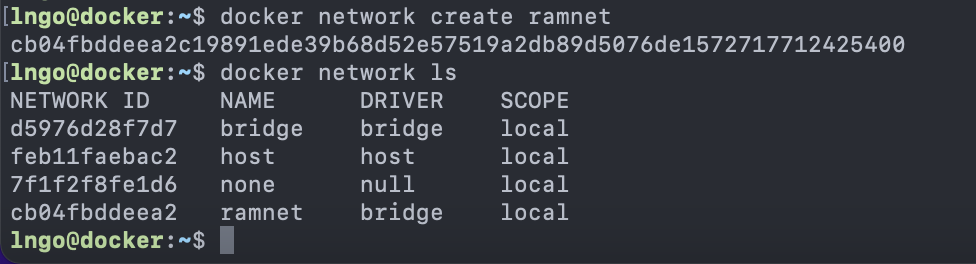 [lngo@docker:~$ docker network create ramnet
cb04fbddeea2c19891ede39b68d52e57519a2db89d5076de1572717712425400
[lngo@docker:~$ docker network ls
NETWORK ID     NAME      DRIVER    SCOPE
d5976d28f7d7   bridge    bridge    local
feb11faebac2   host      host      local
7f1f2f8fe1d6   none      null      local
cb04fbddeea2   ramnet    bridge    local
lngo@docker:~$